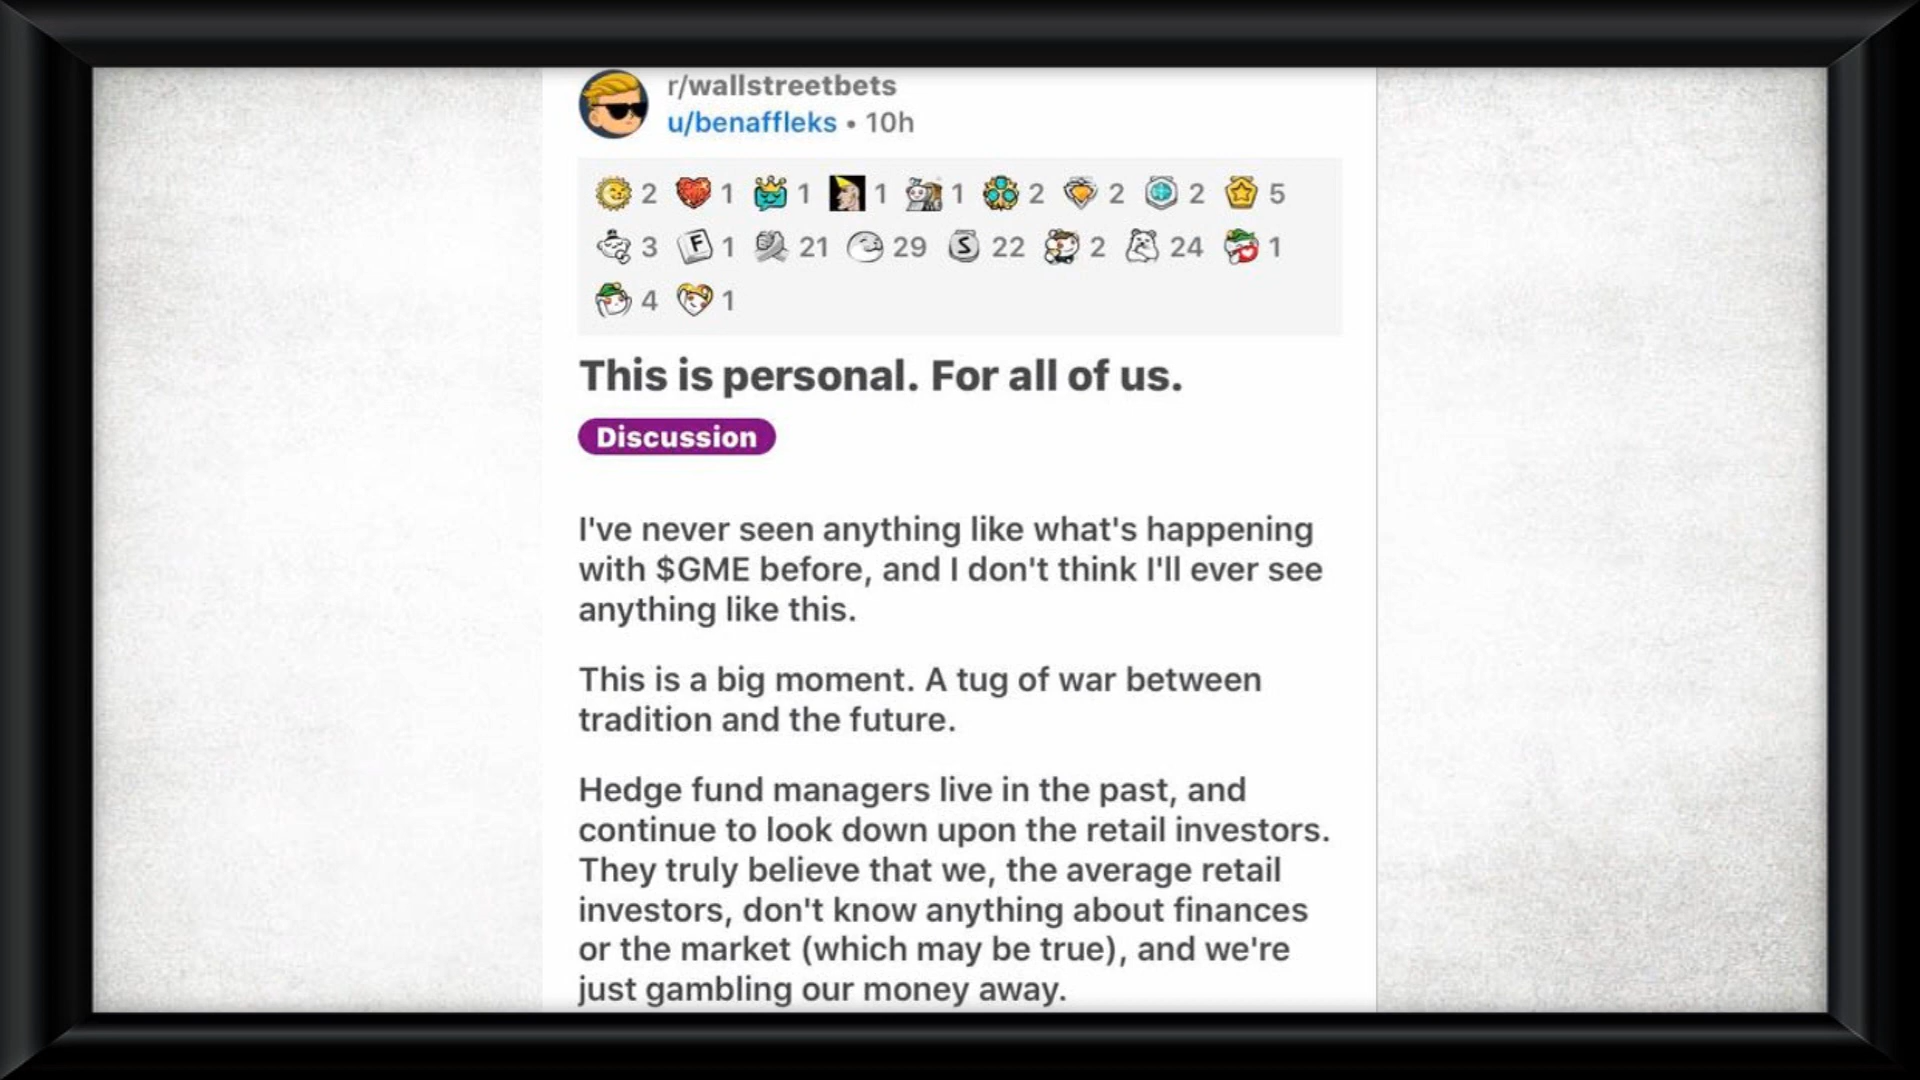 r/wallstreetbets
u/benaffleks • 10h
2 1 1 1 1 2 2 2 5
3 F 1 21 29 S 22 2 24 1
4 1
This is personal. For all of us.
Discussion
I've never seen anything like what's happening
with $GME before, and I don't think I'll ever see
anything like this.
This is a big moment. A tug of war between
tradition and the future.
Hedge fund managers live in the past, and
continue to look down upon the retail investors.
They truly believe that we, the average retail
investors, don't know anything about finances
or the market (which may be true), and we're
just gambling our money away.